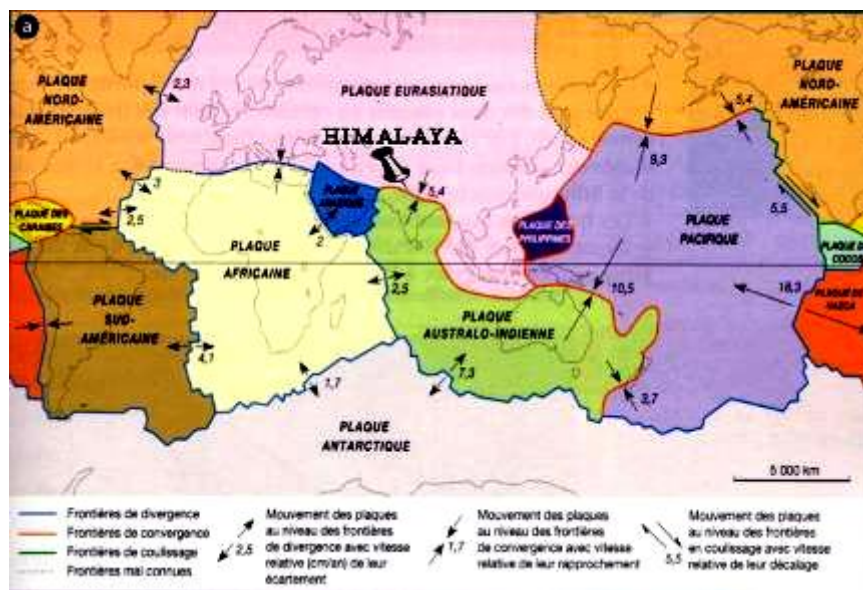 a
PLAQUE
NORD-
AMÉRICAINE
2,3
PLAQUE EURASIATIQUE
PLAQUE
NORD-
AMÉRICAINE
HIMALAYA
5,4
5,4
9,3
3
2,5
PLAQUE DES
CARAIBES
PLAQUE
2
PLAQUE DES
PHILIPPINES
5,5
PLAQUE
PACIFIQUE
PLAQUE
COCOS
PLAQUE
AFRICAINE
2,5
10,5
18,3
PLAQUE
NAZCA
PLAQUE
SUD-
AMÉRICAINE
4,1
PLAQUE
AUSTRALO-INDIENNE
1,7
7,3
3,7
PLAQUE
ANTARCTIQUE
5 000 km
Frontières de divergence
Frontières de convergence
Frontières de coulissage
Frontières mal connues
2,5
Mouvement des plaques
au niveau des frontières
de divergence avec vitesse
relative (cm/an) de leur
écartement
1,7
Mouvement des plaques
au niveau des frontières
de convergence avec vitesse
relative de leur rapprochement
5,5
Mouvement des plaques
au niveau des frontières
en coulissage avec vitesse
relative de leur décalage